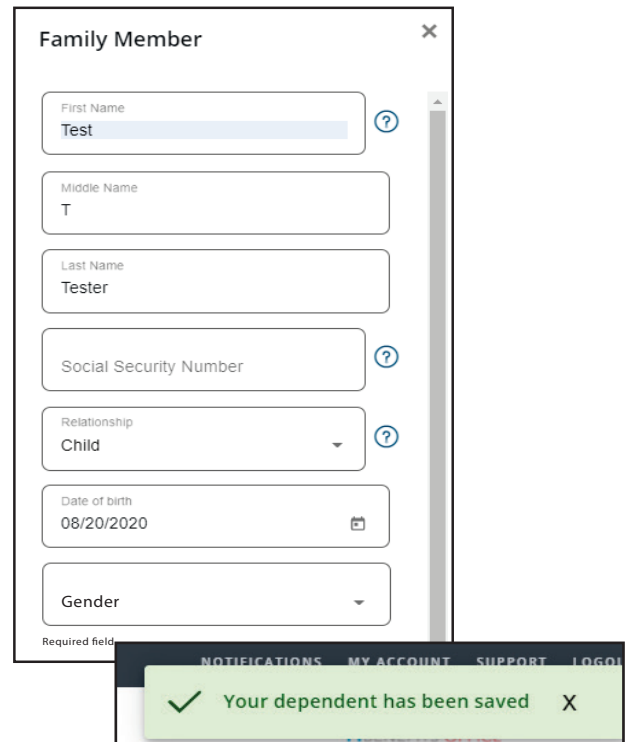 Family Member
First Name
Test
Middle Name
T
Last Name
Tester
Social Security Number
Relationship
Child
Date of birth
08/20/2020
Gender
Required field
NOTIFICATIONS MY ACCOUNT SUPPORT
Your dependent has been saved X
OFFICE